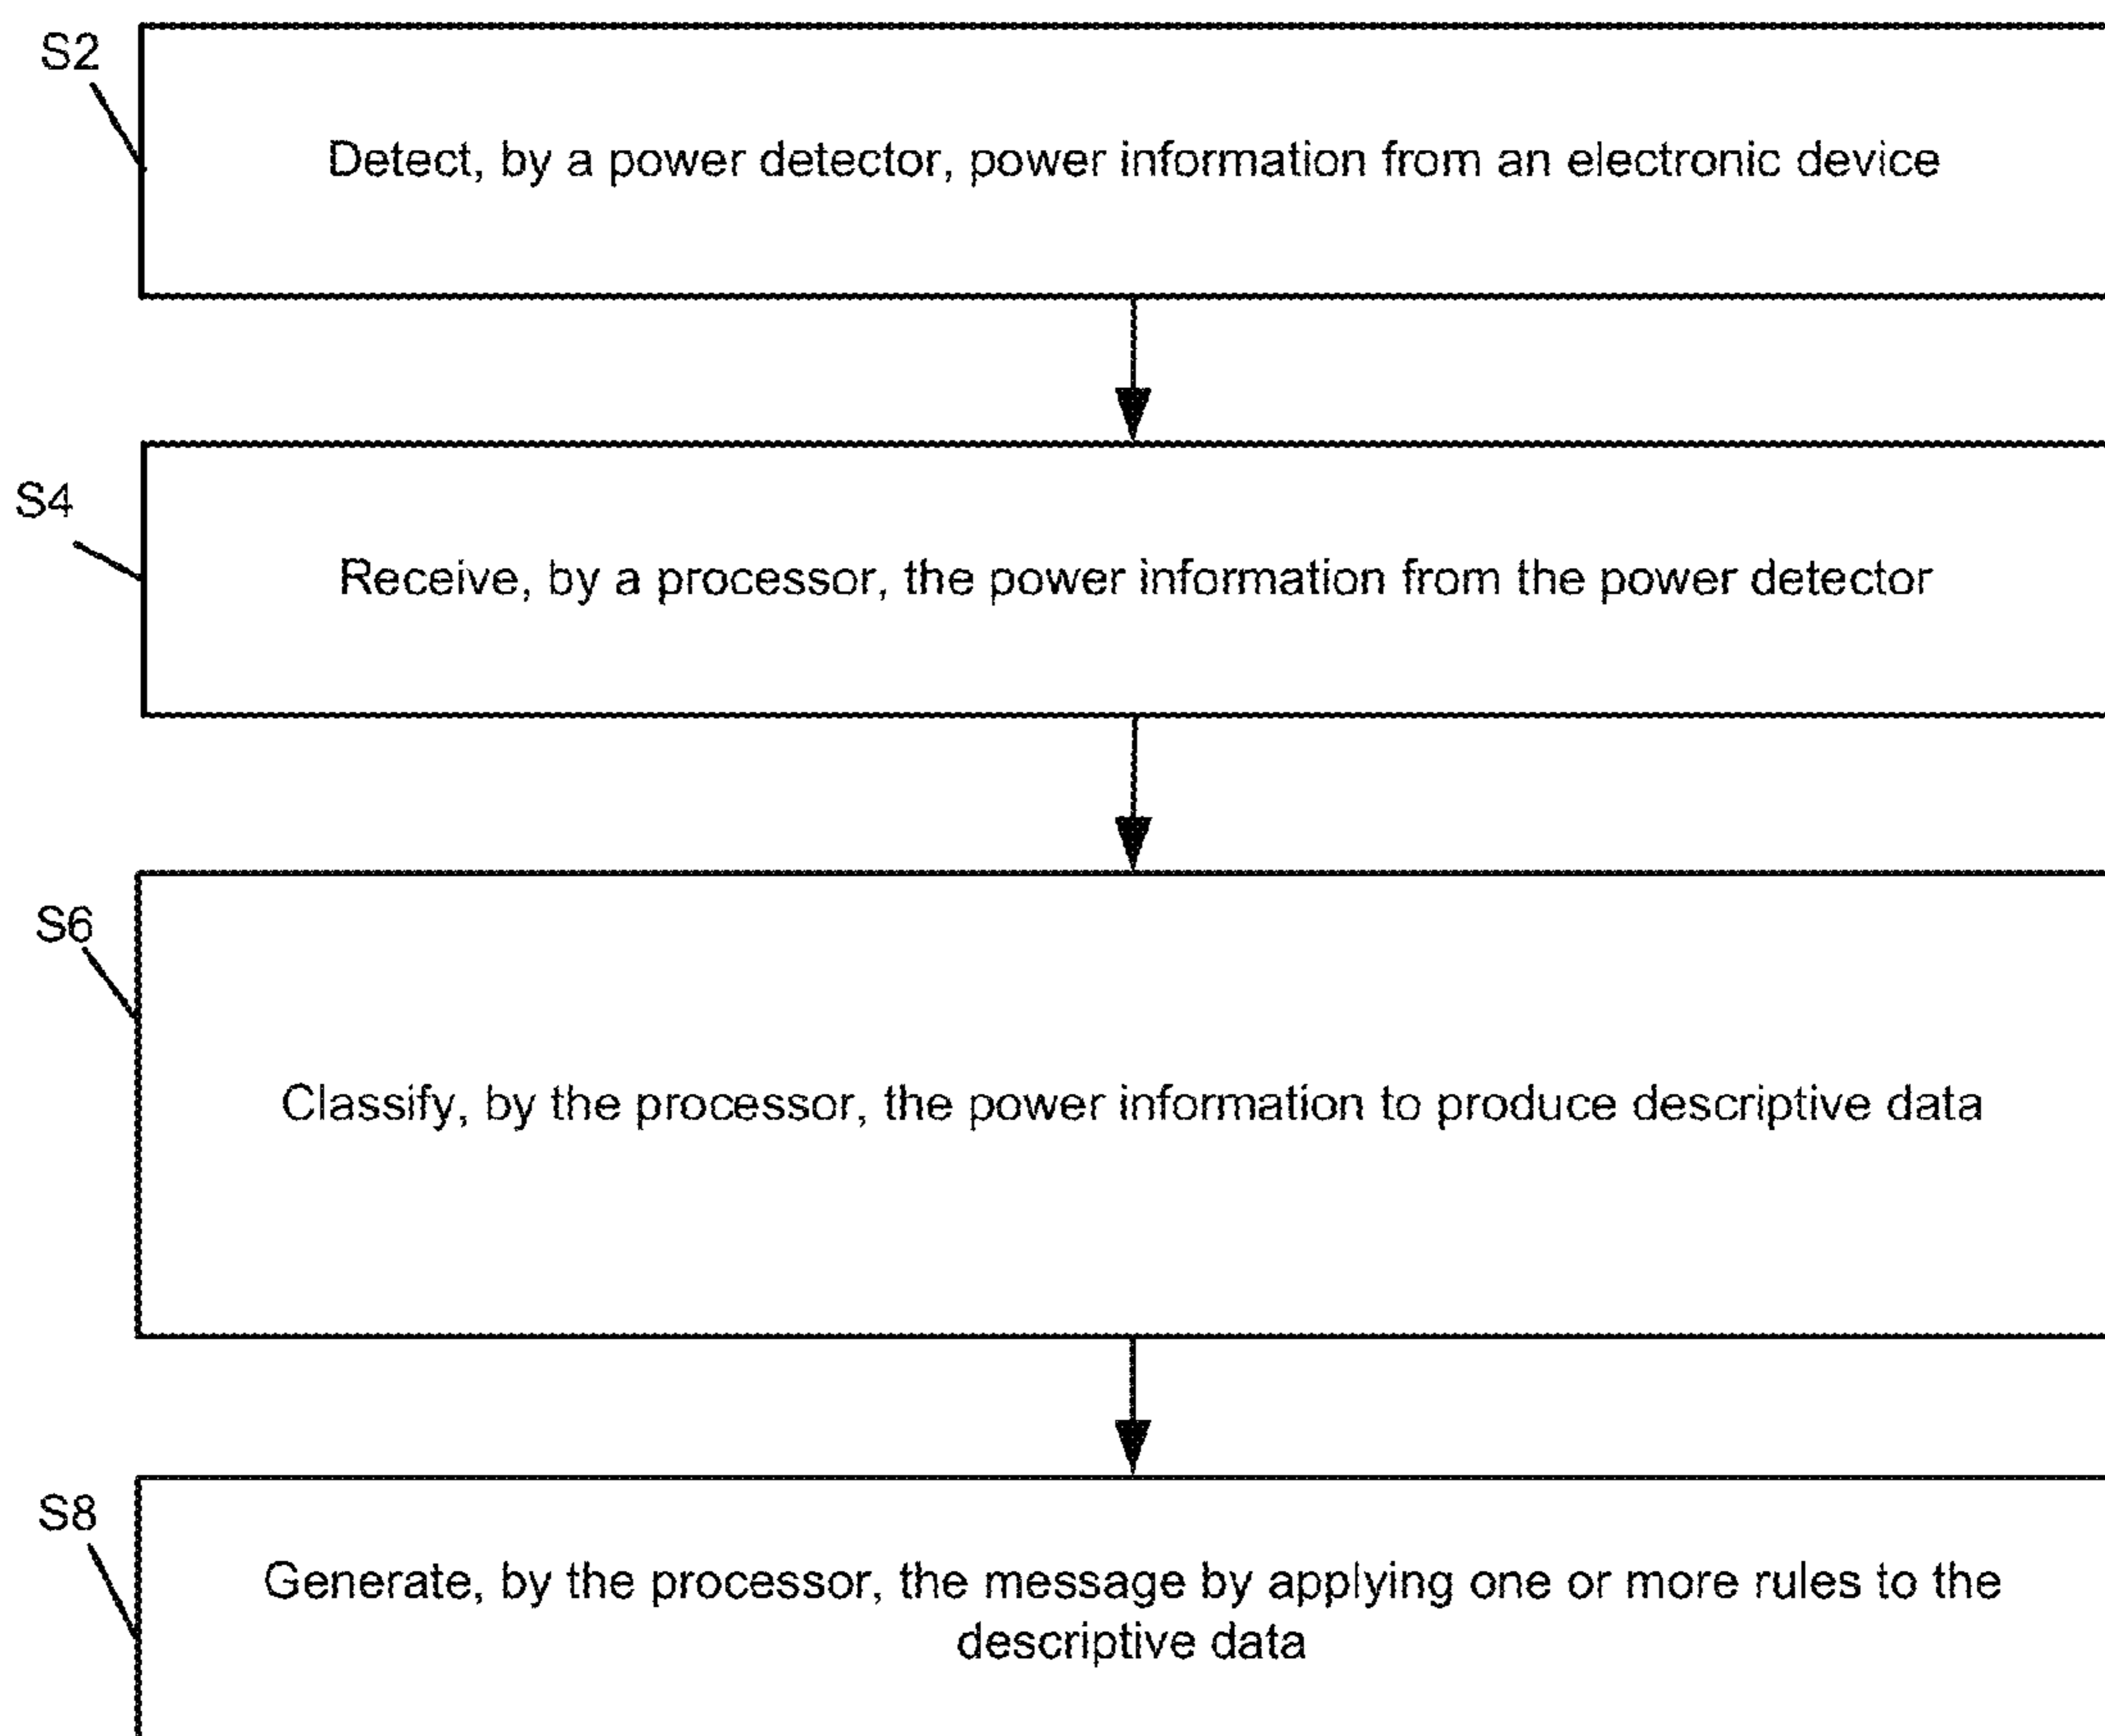 S2
Detect, by a power detector, power information from an electronic device
S4
Receive, by a processor, the power information from the power detector
S6
Classify, by the processor, the power information to produce descriptive data
S8
Generate, by the processor, the message by applying one or more rules to the
descriptive data